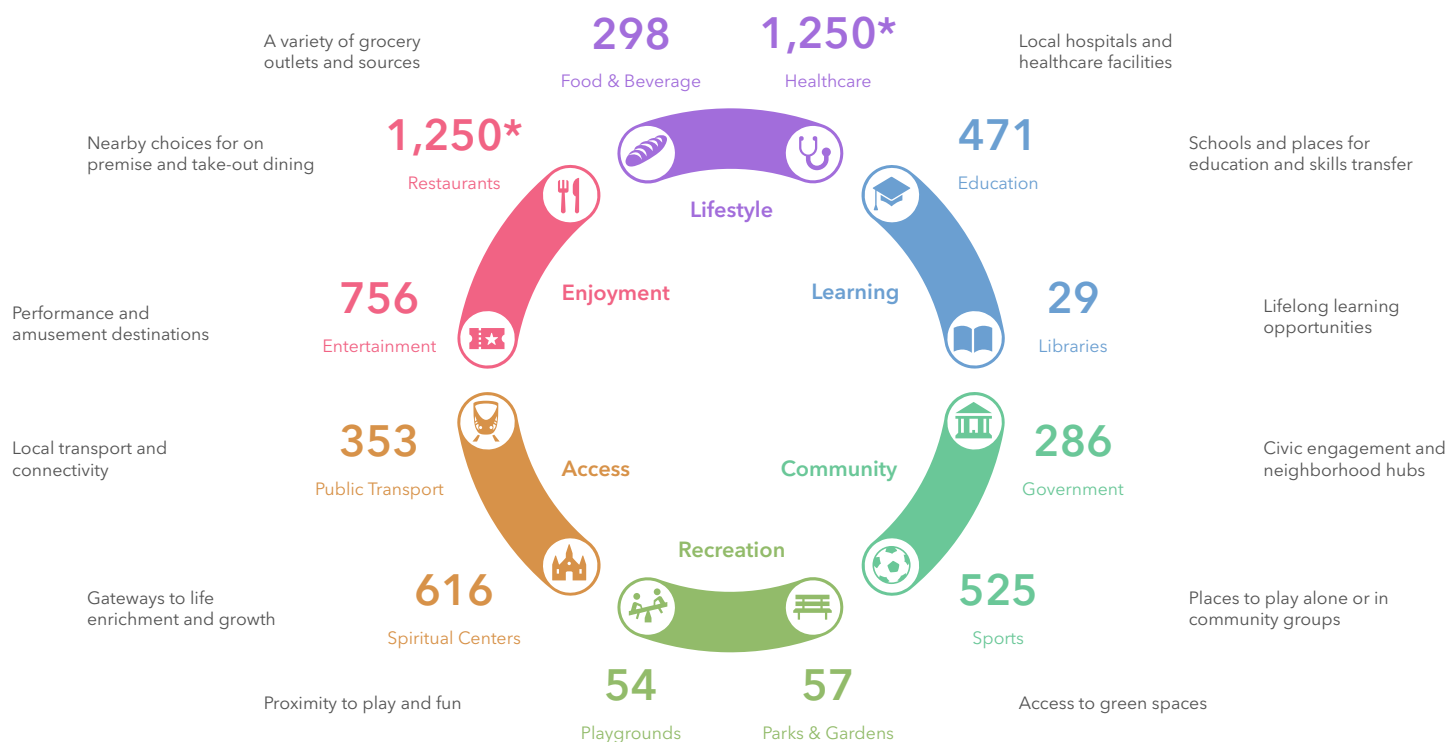 298
Food & Beverage
A variety of grocery
outlets and sources
1,250*
Healthcare
Local hospitals and
healthcare facilities
Lifestyle
1,250*
Restaurants
Nearby choices for on
premise and take-out dining
471
Education
Schools and places for
education and skills transfer
Enjoyment
Learning
756
Entertainment
Performance and
amusement destinations
29
Libraries
Lifelong learning
opportunities
353
Public Transport
Local transport and
connectivity
Access
Community
286
Government
Civic engagement and
neighborhood hubs
616
Spiritual Centers
Gateways to life
enrichment and growth
Recreation
525
Sports
Places to play alone or in
community groups
54
Playgrounds
Proximity to play and fun
57
Parks & Gardens
Access to green spaces